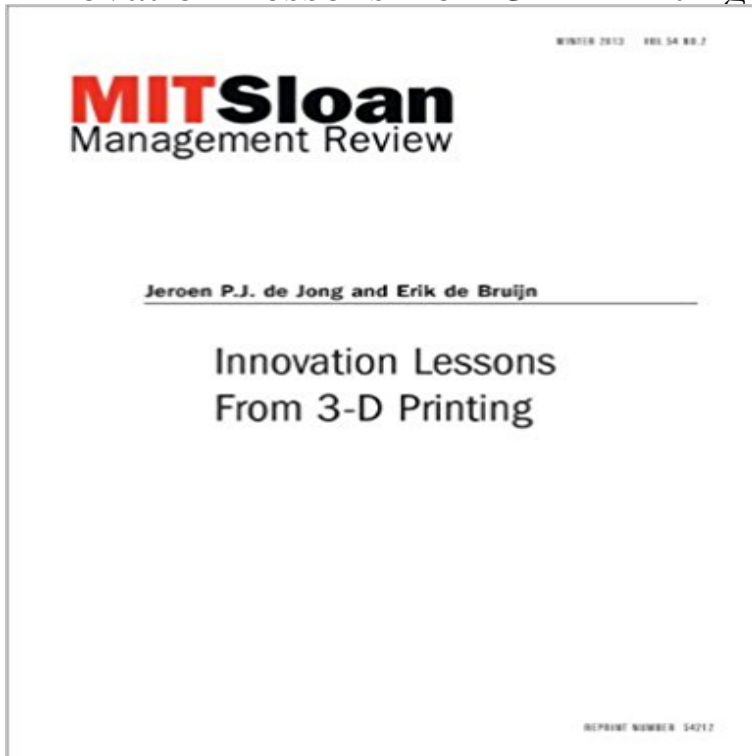 WINTER 2013 VOL.54 NO.2
MITSloan
Management Review
Jeroen P.J. de Jong and Erik de Bruijn
Innovation Lessons
From 3-D Printing
REPRINT NUMBER 54212